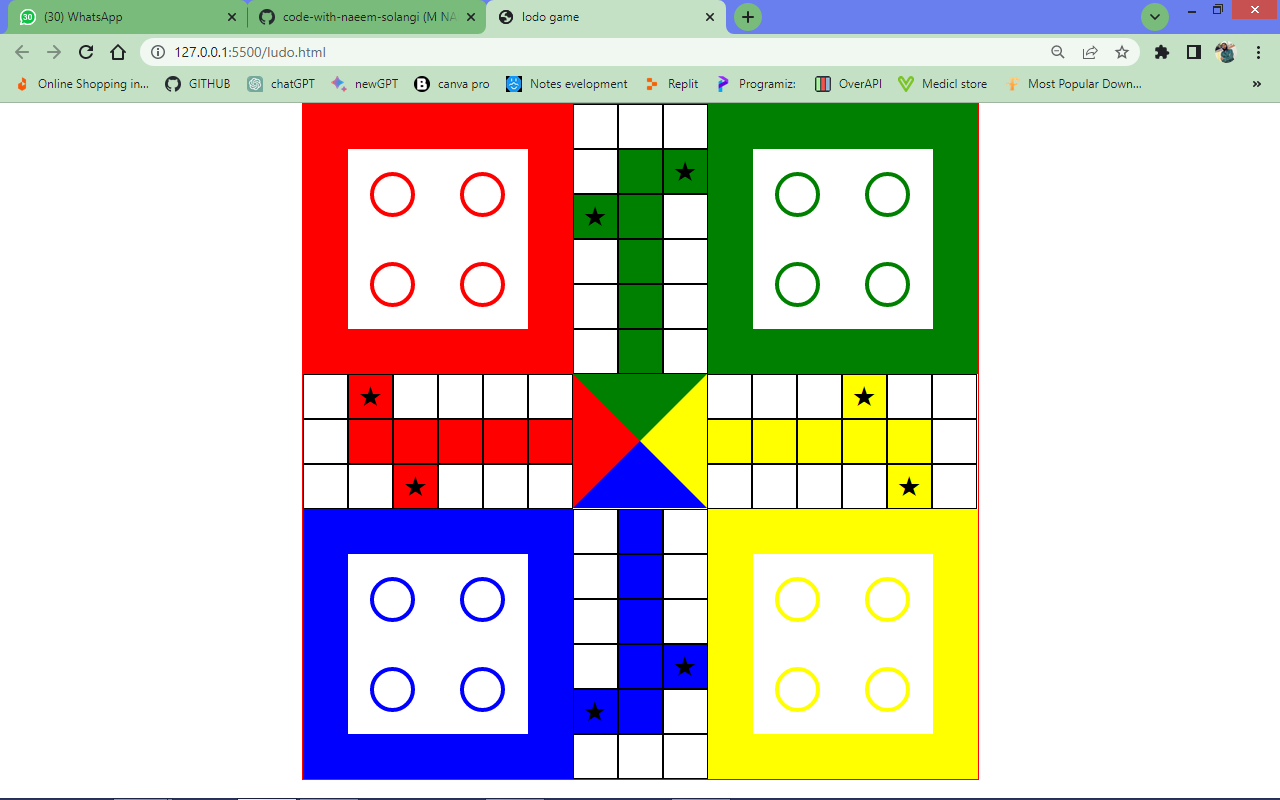 (30) WhatsApp
code-with-naeem-solangi (M NA
lodo game
127.0.0.1:5500/ludo.html
Online Shopping in...
GITHUB
chatGPT
newGPT
canva pro
Notes evelopment
Replit
Programiz:
OverAPI
Medicl store
Most Popular Down...
»